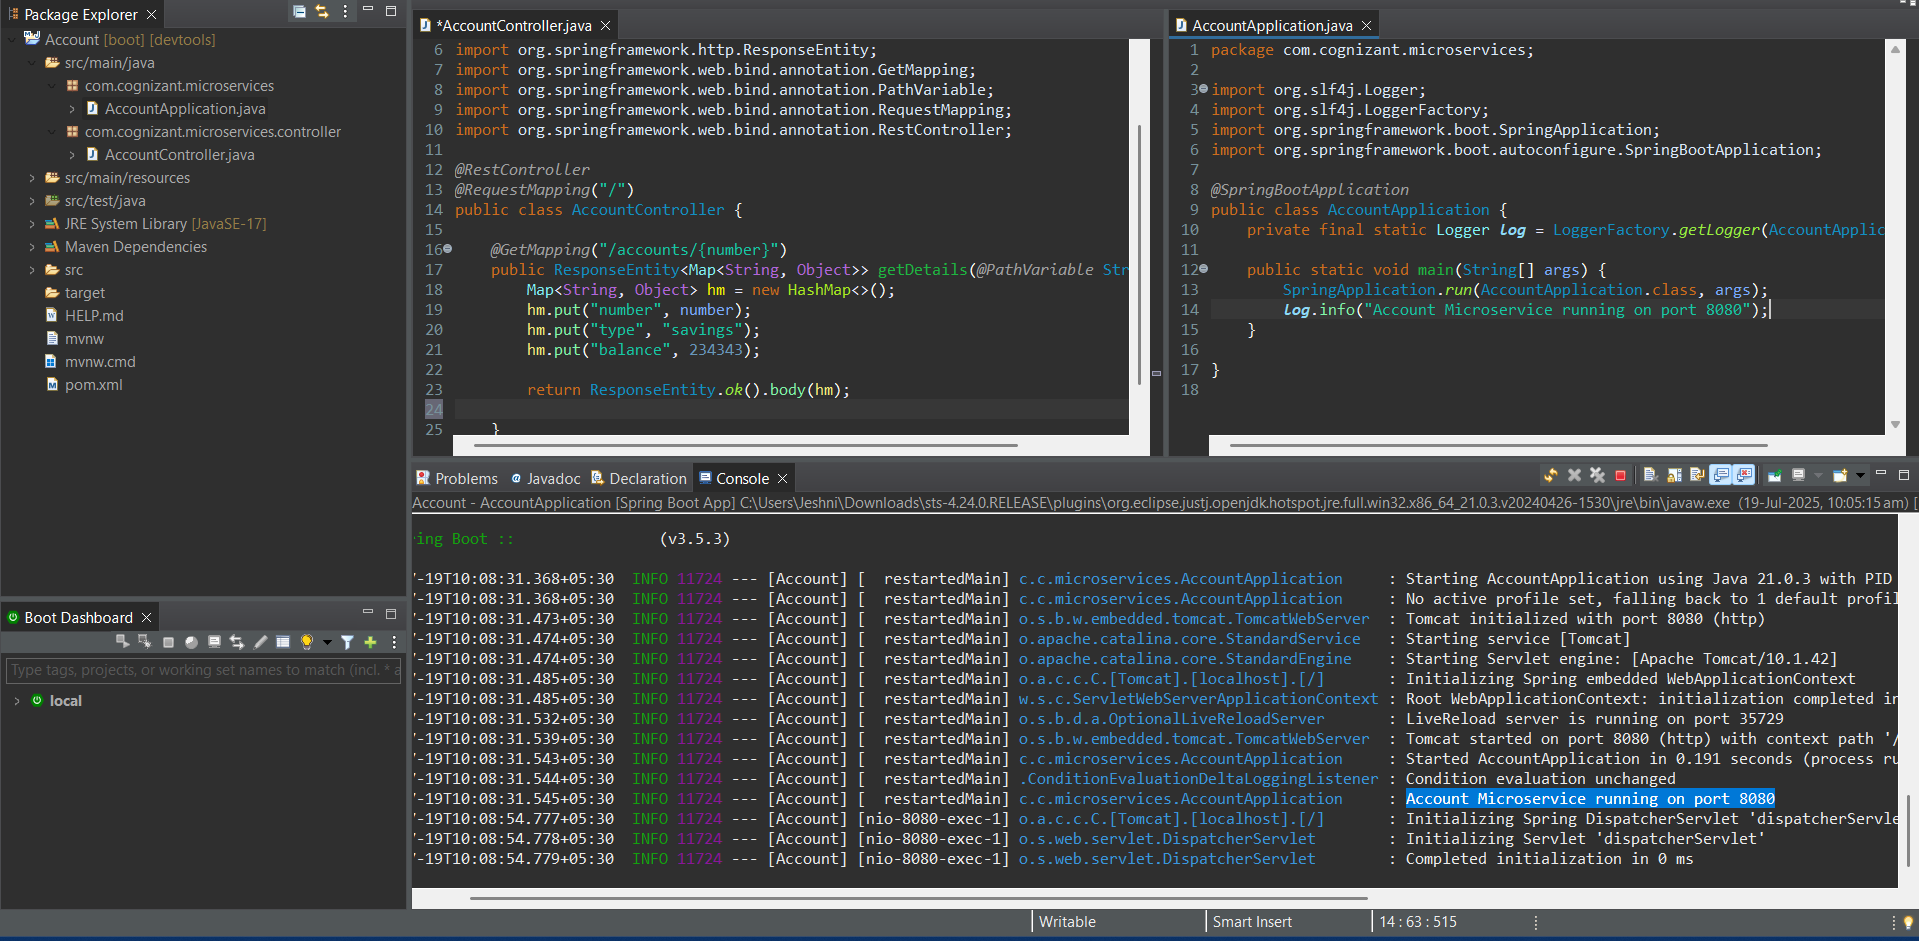 Package Explorer
Account [boot] [devtools]
src/main/java
com.cognizant.microservices
AccountApplication.java
com.cognizant.microservices.controller
AccountController.java
src/main/resources
src/test/java
JRE System Library [JavaSE-17]
Maven Dependencies
src
target
HELP.md
mvnw
mvnw.cmd
pom.xml
Boot Dashboard
Type tags, projects, or working set names to match (incl. * a
local
*AccountController.java
6 import org.springframework.http.ResponseEntity;
7 import org.springframework.web.bind.annotation.GetMapping;
8 import org.springframework.web.bind.annotation.PathVariable;
9 import org.springframework.web.bind.annotation.RequestMapping;
10 import org.springframework.web.bind.annotation.RestController;
11
12 @RestController
13 @RequestMapping("/")
14 public class AccountController {
15
16 @GetMapping("/accounts/{number}")
17 public ResponseEntity<Map<String, Object>> getDetails(@PathVariable Str
18 Map<String, Object> hm = new HashMap<>();
19 hm.put("number", number);
20 hm.put("type", "savings");
21 hm.put("balance", 234343);
22
23 return ResponseEntity.ok().body(hm);
24
25 }
AccountApplication.java
1 package com.cognizant.microservices;
2
3 import org.slf4j.Logger;
4 import org.slf4j.LoggerFactory;
5 import org.springframework.boot.SpringApplication;
6 import org.springframework.boot.autoconfigure.SpringBootApplication;
7
8 @SpringBootApplication
9 public class AccountApplication {
10 private final static Logger log = LoggerFactory.getLogger(AccountApplic
11
12 public static void main(String[] args) {
13 SpringApplication.run(AccountApplication.class, args);
14 log.info("Account Microservice running on port 8080");
15 }
16
17 }
18
Problems Javadoc Declaration Console
Account - AccountApplication [Spring Boot App] C:\Users\Jeshni\Downloads\sts-4.24.0.RELEASE\plugins\org.eclipse.justj.openjdk.hotspot.jre.full.win32.x86_64_21.0.3.v20240426-1530\jre\bin\javaw.exe (19-Jul-2025, 10:05:15 am) [
ing Boot :: (v3.5.3)
-19T10:08:31.368+05:30 INFO 11724 --- [Account] [ restartedMain] c.c.microservices.AccountApplication : Starting AccountApplication using Java 21.0.3 with PID
-19T10:08:31.368+05:30 INFO 11724 --- [Account] [ restartedMain] c.c.microservices.AccountApplication : No active profile set, falling back to 1 default profil
-19T10:08:31.473+05:30 INFO 11724 --- [Account] [ restartedMain] o.s.b.w.embedded.tomcat.TomcatWebServer : Tomcat initialized with port 8080 (http)
-19T10:08:31.474+05:30 INFO 11724 --- [Account] [ restartedMain] o.apache.catalina.core.StandardService : Starting service [Tomcat]
-19T10:08:31.474+05:30 INFO 11724 --- [Account] [ restartedMain] o.apache.catalina.core.StandardEngine : Starting Servlet engine: [Apache Tomcat/10.1.42]
-19T10:08:31.485+05:30 INFO 11724 --- [Account] [ restartedMain] o.a.c.c.C.[Tomcat].[localhost].[/] : Initializing Spring embedded WebApplicationContext
-19T10:08:31.485+05:30 INFO 11724 --- [Account] [ restartedMain] w.s.c.ServletWebServerApplicationContext : Root WebApplicationContext: initialization completed in
-19T10:08:31.532+05:30 INFO 11724 --- [Account] [ restartedMain] o.s.b.d.a.OptionalLiveReloadServer : LiveReload server is running on port 35729
-19T10:08:31.539+05:30 INFO 11724 --- [Account] [ restartedMain] o.s.b.w.embedded.tomcat.TomcatWebServer : Tomcat started on port 8080 (http) with context path '/
-19T10:08:31.543+05:30 INFO 11724 --- [Account] [ restartedMain] c.c.microservices.AccountApplication : Started AccountApplication in 0.191 seconds (process ru
-19T10:08:31.544+05:30 INFO 11724 --- [Account] [ restartedMain] .ConditionEvaluationDeltaLoggingListener : Condition evaluation unchanged
-19T10:08:31.545+05:30 INFO 11724 --- [Account] [ restartedMain] c.c.microservices.AccountApplication : Account Microservice running on port 8080
-19T10:08:54.777+05:30 INFO 11724 --- [Account] [nio-8080-exec-1] o.a.c.c.C.[Tomcat].[localhost].[/] : Initializing Spring DispatcherServlet 'dispatcherServle
-19T10:08:54.778+05:30 INFO 11724 --- [Account] [nio-8080-exec-1] o.s.web.servlet.DispatcherServlet : Initializing Servlet 'dispatcherServlet'
-19T10:08:54.779+05:30 INFO 11724 --- [Account] [nio-8080-exec-1] o.s.web.servlet.DispatcherServlet : Completed initialization in 0 ms
Writable Smart Insert 14 : 63 : 515